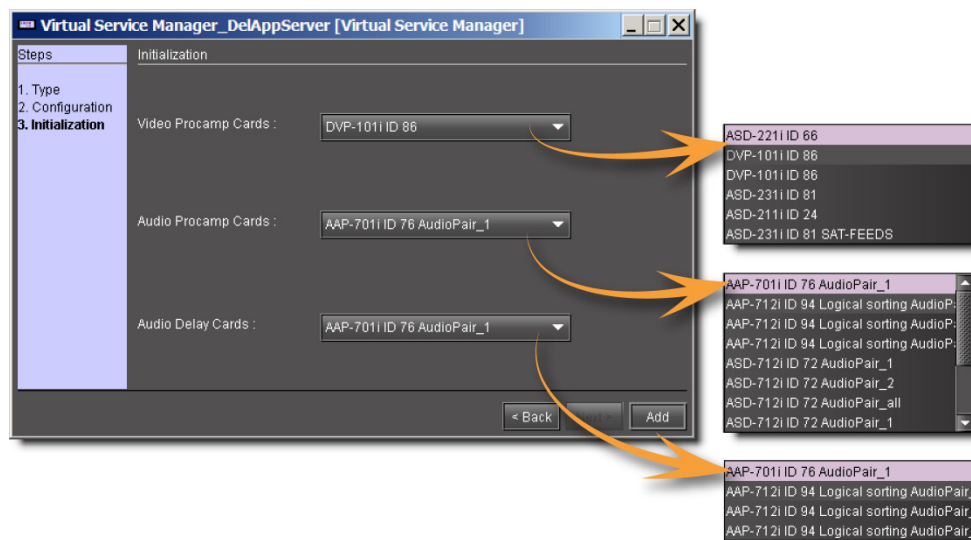 Virtual Service Manager_DelAppServer [Virtual Service Manager]
Steps
1. Type
2. Configuration
3. Initialization
Initialization
Video Procamp Cards :
DVP-101i ID 86
Audio Procamp Cards :
AAP-701i ID 76 AudioPair_1
Audio Delay Cards :
AAP-701i ID 76 AudioPair_1
< Back
Next >
Add
ASD-221i ID 66
DVP-101i ID 86
DVP-101i ID 86
ASD-231i ID 81
ASD-211i ID 24
ASD-231i ID 81 SAT-FEEDS
AAP-701i ID 76 AudioPair_1
AAP-712i ID 94 Logical sorting AudioP
AAP-712i ID 94 Logical sorting AudioP
AAP-712i ID 94 Logical sorting AudioP
ASD-712i ID 72 AudioPair_1
ASD-712i ID 72 AudioPair_2
ASD-712i ID 72 AudioPair_all
ASD-712i ID 72 AudioPair_1
AAP-701i ID 76 AudioPair_1
AAP-712i ID 94 Logical sorting AudioPair_
AAP-712i ID 94 Logical sorting AudioPair_
AAP-712i ID 94 Logical sorting AudioPair_